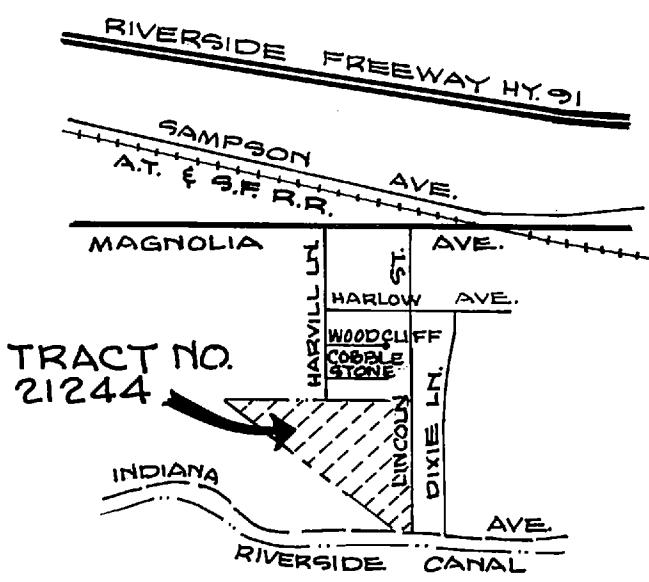 RIVERSIDE FREEWAY HY. 91
SAMPSON AVE.
A.T. & S.F. R.R.
MAGNOLIA AVE.
HARVILL LN.
LINCOLN ST.
HARLOW AVE.
WOODCLIFF
COBBLE
STONE
DIXIE LN.
TRACT NO.
21244
INDIANA AVE.
RIVERSIDE CANAL